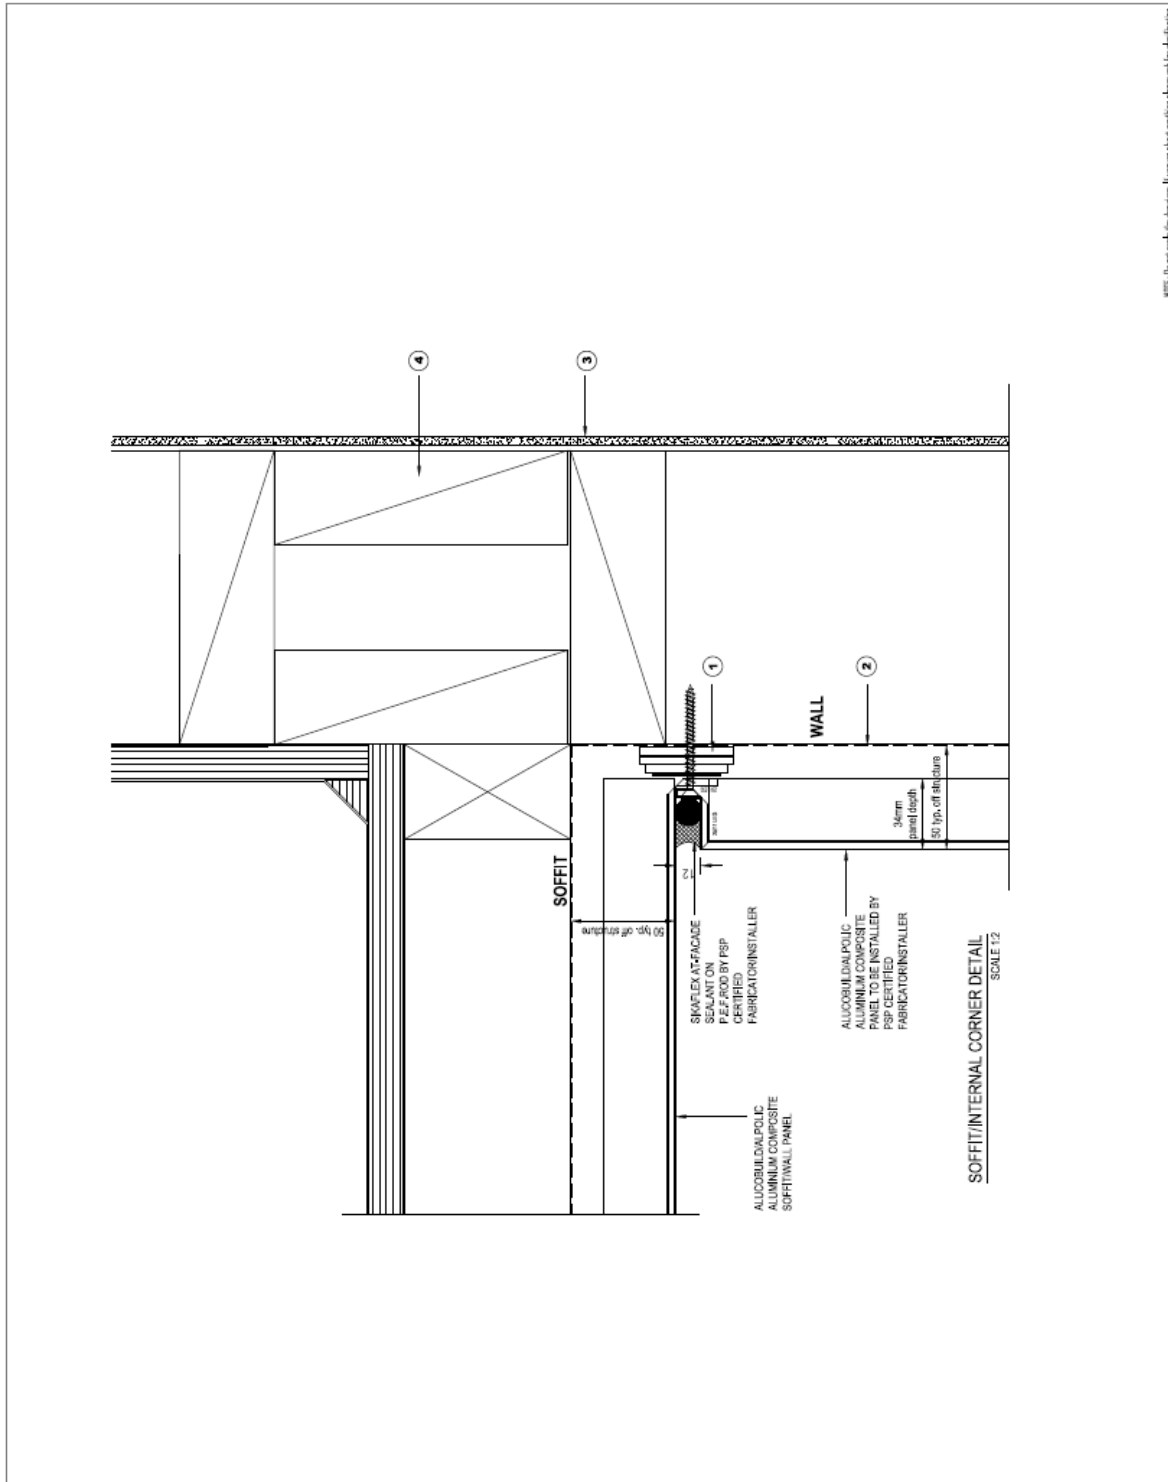 4
3
1
2
WALL
SOFFIT
34mm
panel depth
50 typ. off structure
50 typ. off structure
12
SIKAFLEX AT-FACADE
SEALANT ON
P.E.F.ROD BY PSP
CERTIFIED
FABRICATOR/INSTALLER
ALUCOBUILD/ALPOLIC
ALUMINIUM COMPOSITE
PANEL TO BE INSTALLED BY
PSP CERTIFIED
FABRICATOR/INSTALLER
ALUCOBUILD/ALPOLIC
ALUMINIUM COMPOSITE
SOFFIT/WALL PANEL
SOFFIT/INTERNAL CORNER DETAIL
SCALE 1:2